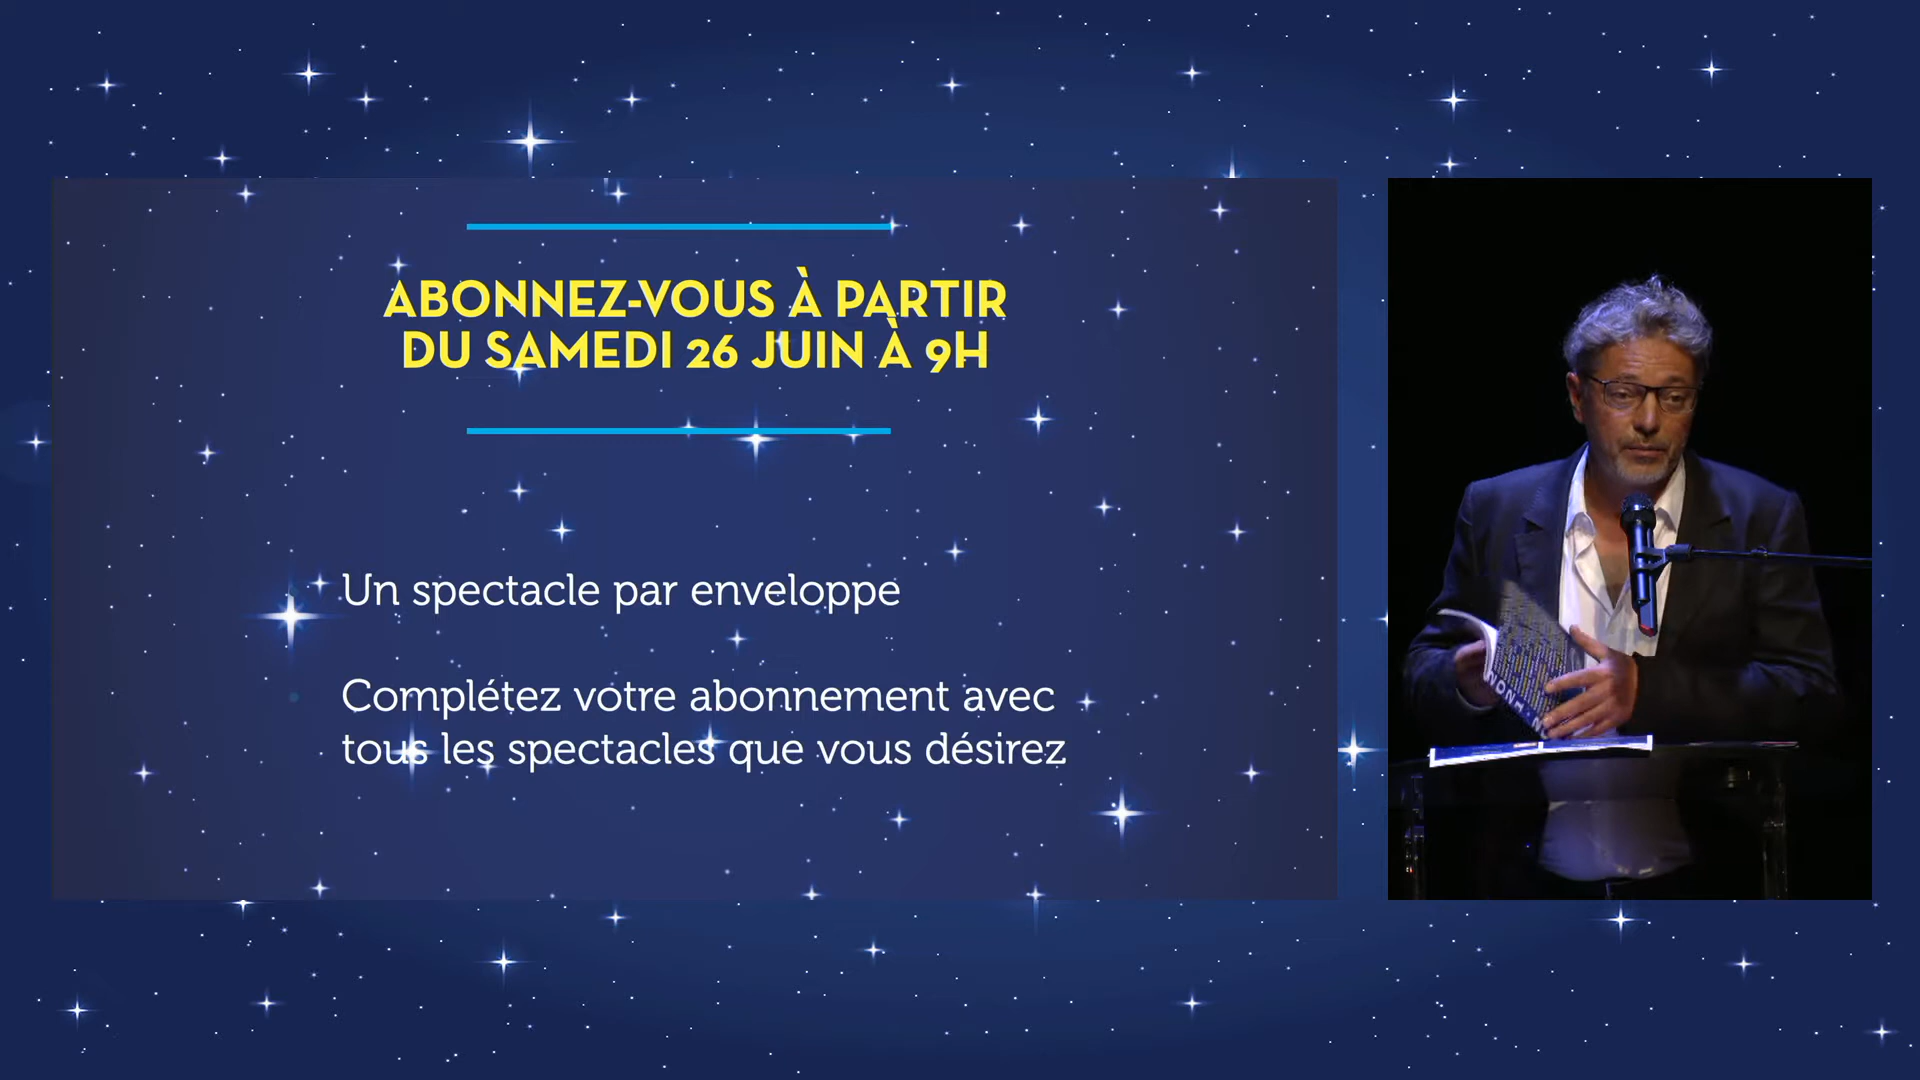 ABONNEZ-VOUS À PARTIR
DU SAMEDI 26 JUIN À 9H
Un spectacle par enveloppe
Complétez votre abonnement avec
tous les spectacles que vous désirez